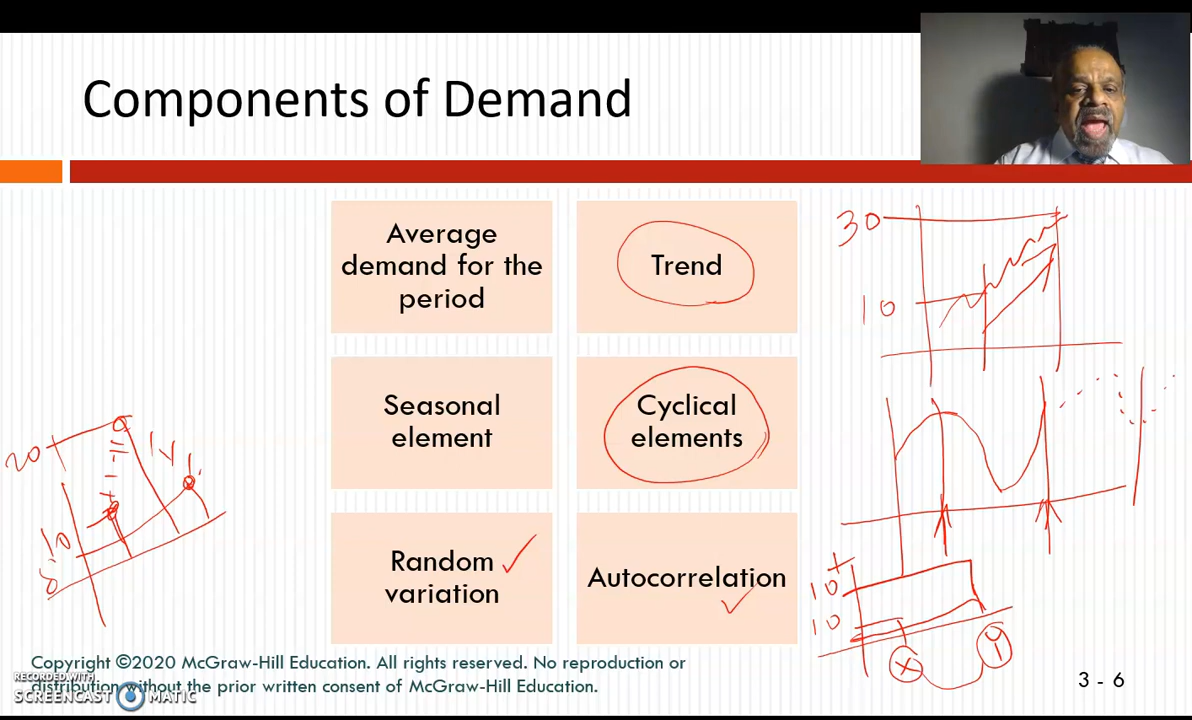 Components of Demand
Average
demand for the
period
Trend
Seasonal
element
Cyclical
elements
Random
variation
Autocorrelation
30
10
20
10
10
10
X
Y
Copyright ©2020 McGraw-Hill Education. All rights reserved. No reproduction or
distribution without the prior written consent of McGraw-Hill Education.
RECORDED WITH
SCREENCAST MATIC
3 - 6